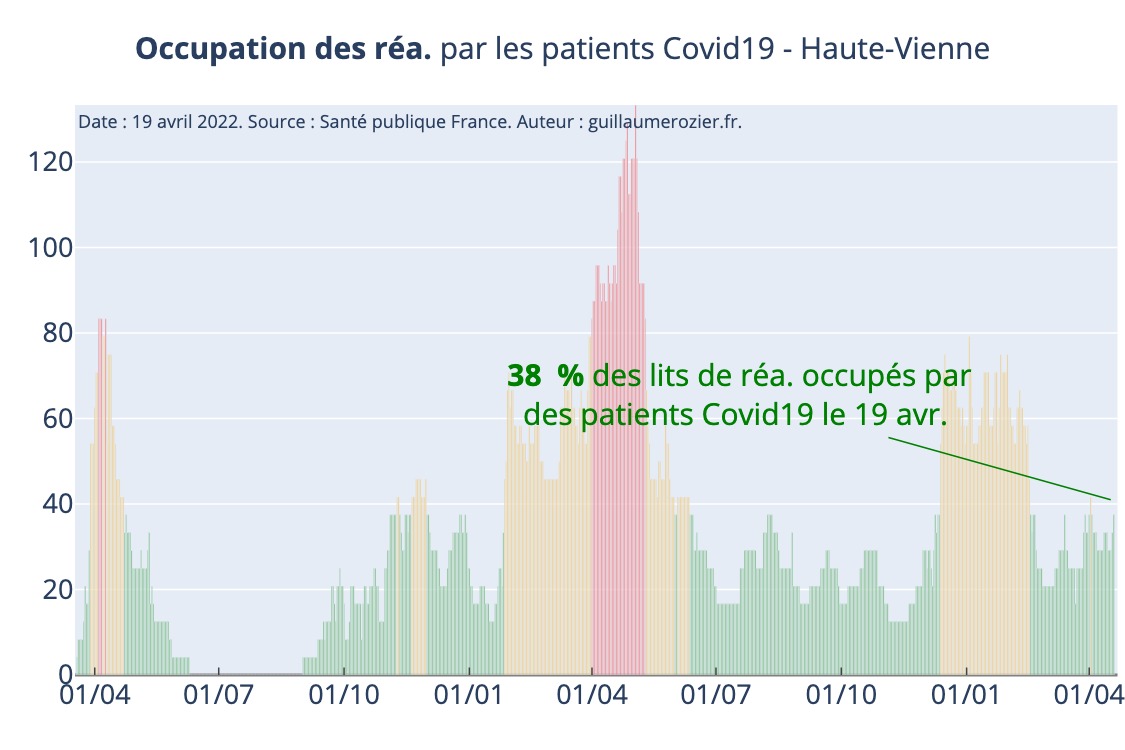 Occupation des réa. par les patients Covid19 - Haute-Vienne
Date : 19 avril 2022. Source : Santé publique France. Auteur : guillaumerozier.fr.
120
100
80
60
40
20
0
38 % des lits de réa. occupés par
des patients Covid19 le 19 avr.
01/04 01/07 01/10 01/01 01/04 01/07 01/10 01/01 01/04